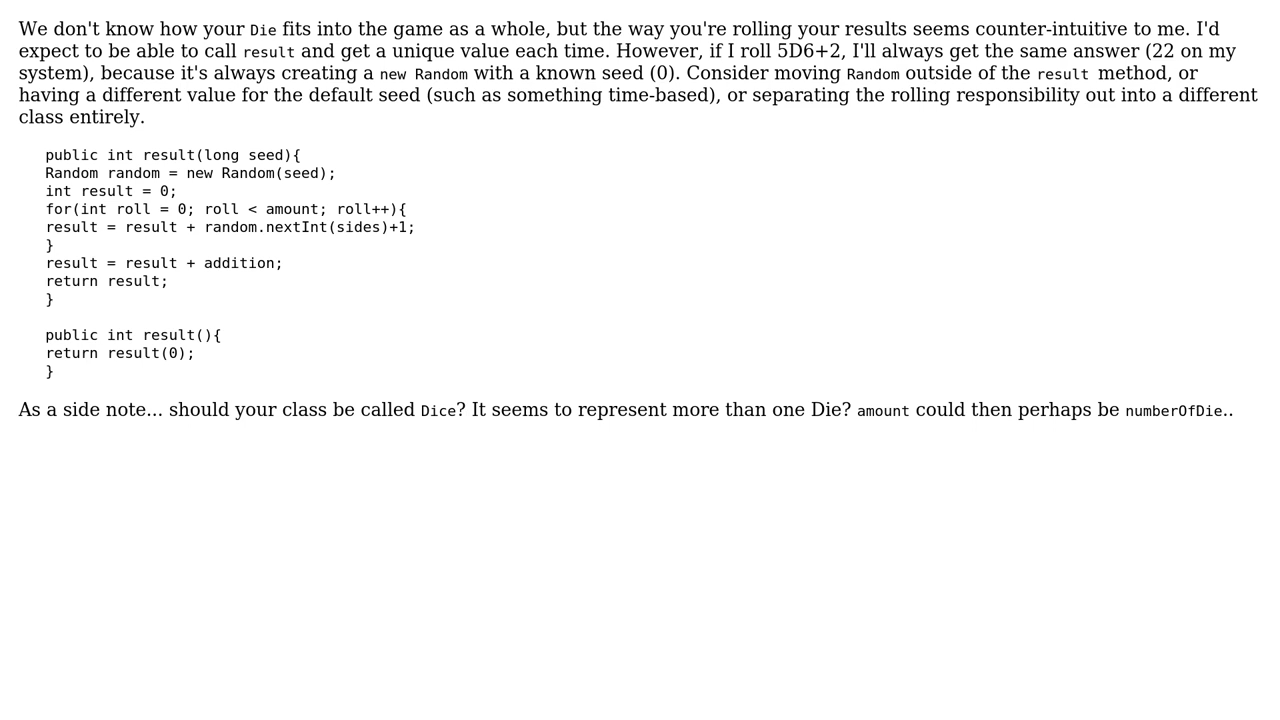 We don't know how your Die fits into the game as a whole, but the way you're rolling your results seems counter-intuitive to me. I'd
expect to be able to call result and get a unique value each time. However, if I roll 5D6+2, I'll always get the same answer (22 on my
system), because it's always creating a new Random with a known seed (0). Consider moving Random outside of the result method, or
having a different value for the default seed (such as something time-based), or separating the rolling responsibility out into a different
class entirely.
public int result(long seed){
Random random = new Random(seed);
int result = 0;
for(int roll = 0; roll < amount; roll++){
result = result + random.nextInt(sides)+1;
}
result = result + addition;
return result;
}
public int result(){
return result(0);
}
As a side note... should your class be called Dice? It seems to represent more than one Die? amount could then perhaps be numberOfDie..